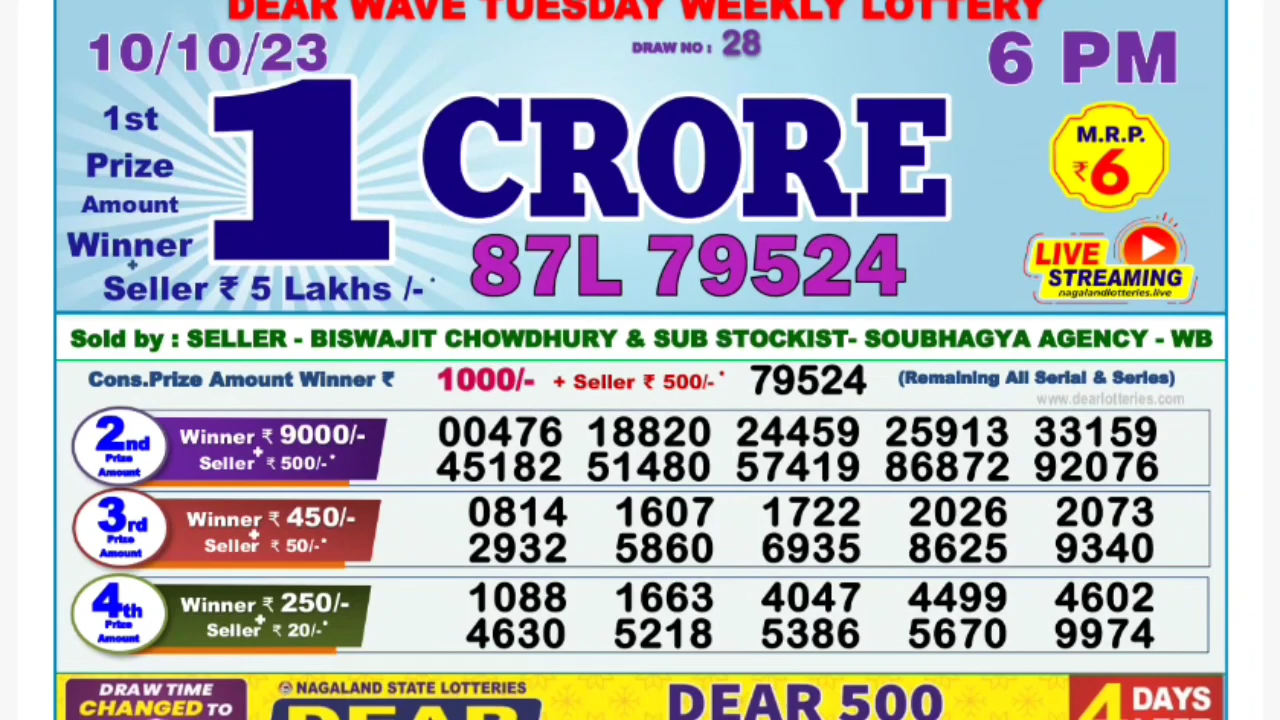 DEAR WAVE TUESDAY WEEKLY LOTTERY
10/10/23
DRAW NO : 28
6 PM
1st
Prize
Amount
Winner
+
Seller ₹ 5 Lakhs /-*
1 CRORE
87L 79524
M.R.P.
₹6
LIVE
STREAMING
nagalandlotteries.live
Sold by : SELLER - BISWAJIT CHOWDHURY & SUB STOCKIST- SOUBHAGYA AGENCY - WB
Cons.Prize Amount Winner ₹ 1000/- + Seller ₹ 500/-* 79524 (Remaining All Serial & Series)
www.dearlotteries.com
2nd
Prize
Amount
Winner ₹ 9000/-
+
Seller ₹ 500/-*
00476 18820 24459 25913 33159
45182 51480 57419 86872 92076
3rd
Prize
Amount
Winner ₹ 450/-
+
Seller ₹ 50/-*
0814 1607 1722 2026 2073
2932 5860 6935 8625 9340
4th
Prize
Amount
Winner ₹ 250/-
+
Seller ₹ 20/-*
1088 1663 4047 4499 4602
4630 5218 5386 5670 9974
DRAW TIME
CHANGED TO
NAGALAND STATE LOTTERIES
DEAR
DEAR 500
4 DAYS